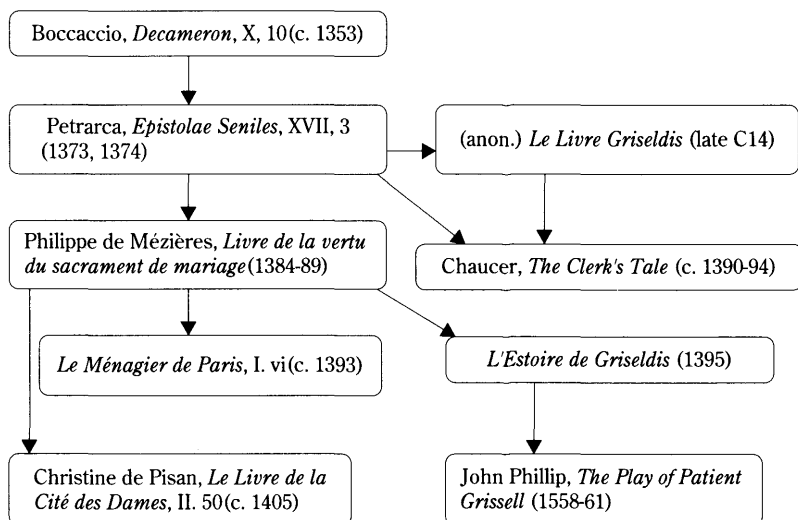 Boccaccio, Decameron, X, 10(c. 1353)
Petrarca, Epistolae Seniles, XVII, 3
(1373, 1374)
(anon.) Le Livre Griseldis (late C14)
Philippe de Mézières, Livre de la vertu
du sacrament de mariage(1384-89)
Chaucer, The Clerk's Tale (c. 1390-94)
Le Ménagier de Paris, I. vi(c. 1393)
L'Estoire de Griseldis (1395)
Christine de Pisan, Le Livre de la
Cité des Dames, II. 50(c. 1405)
John Phillip, The Play of Patient
Grissell (1558-61)